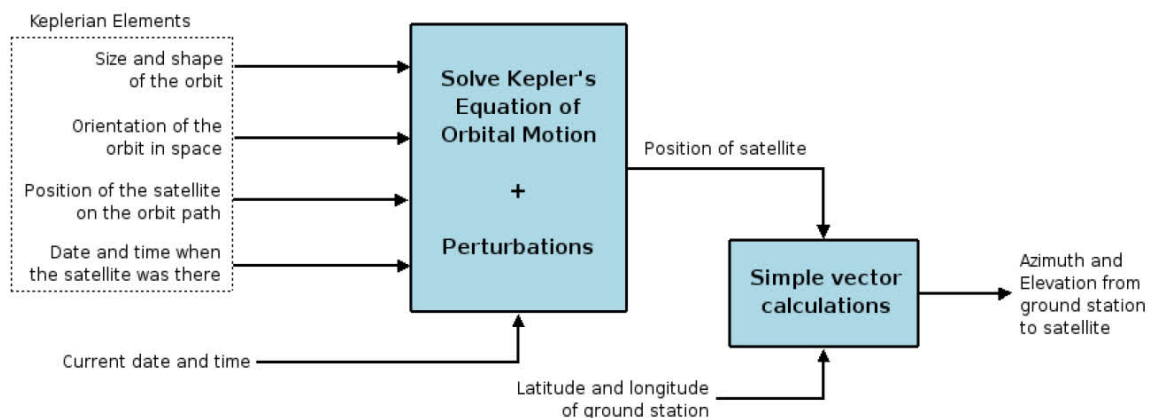 Keplerian Elements
Size and shape
of the orbit
Orientation of the
orbit in space
Position of the satellite
on the orbit path
Date and time when
the satellite was there
Current date and time
Solve Kepler's
Equation of
Orbital Motion
+
Perturbations
Position of satellite
Simple vector
calculations
Latitude and longitude
of ground station
Azimuth and
Elevation from
ground station
to satellite